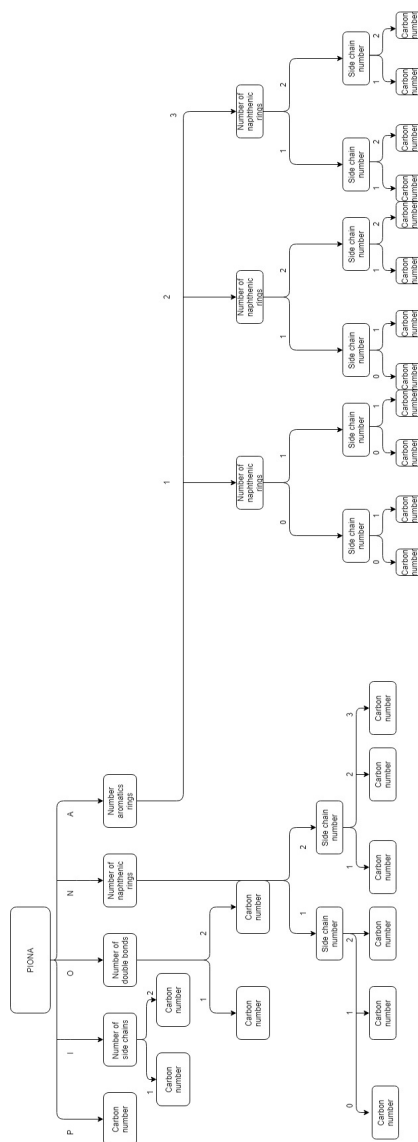 PIONA
P
I
O
N
A
Carbon
number
Number of
side chains
Number of
double bonds
Number of
naphthenic
rings
Number
aromatics
rings
1
2
1
2
3
Carbon
number
Carbon
number
1
2
Carbon
number
Carbon
number
Number of
naphthenic
rings
Number of
naphthenic
rings
Number of
naphthenic
rings
0
1
1
2
1
2
1
2
Side chain
number
Side chain
number
Side chain
number
Side chain
number
Side chain
number
Side chain
number
Side chain
number
Side chain
number
0
1
2
1
2
3
0
1
0
1
0
1
1
2
1
2
1
2
Carbon
number
Carbon
number
Carbon
number
Carbon
number
Carbon
number
Carbon
number
Carbon
number
Carbon
number
Carbon
number
Carbon
number
Carbon
number
Carbon
number
Carbon
number
Carbon
number
Carbon
number
Carbon
number
Carbon
number
Carbon
number